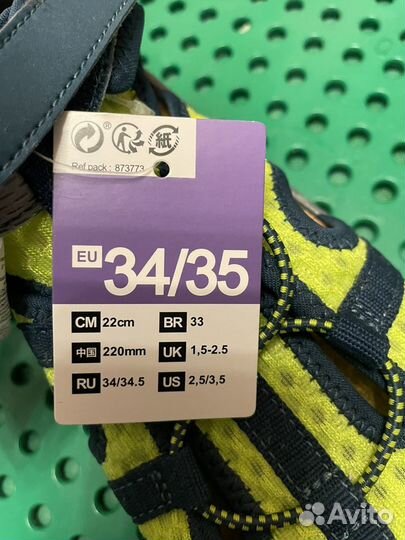 紙
Ref pack : 873773
EU 34/35
CM 22cm BR 33
中国 220mm UK 1,5-2.5
RU 34/34.5 US 2,5/3,5
Avito